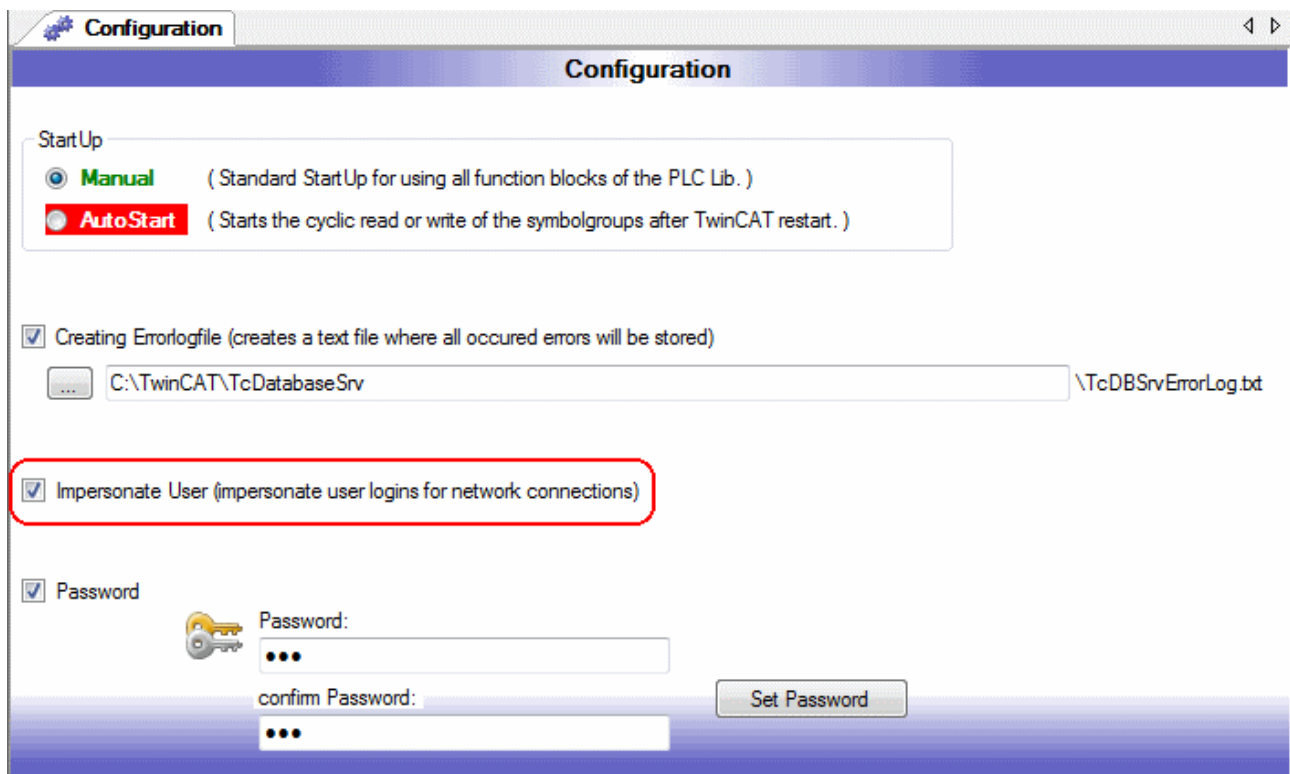 Configuration
Configuration
StartUp
Manual ( Standard StartUp for using all function blocks of the PLC Lib. )
AutoStart ( Starts the cyclic read or write of the symbolgroups after TwinCAT restart. )
Creating Errorlogfile (creates a text file where all occured errors will be stored)
... C:\TwinCAT\TcDatabaseSrv \TcDBSrvErrorLog.txt
Impersonate User (impersonate user logins for network connections)
Password
Password:
●●●
confirm Password:
Set Password
●●●